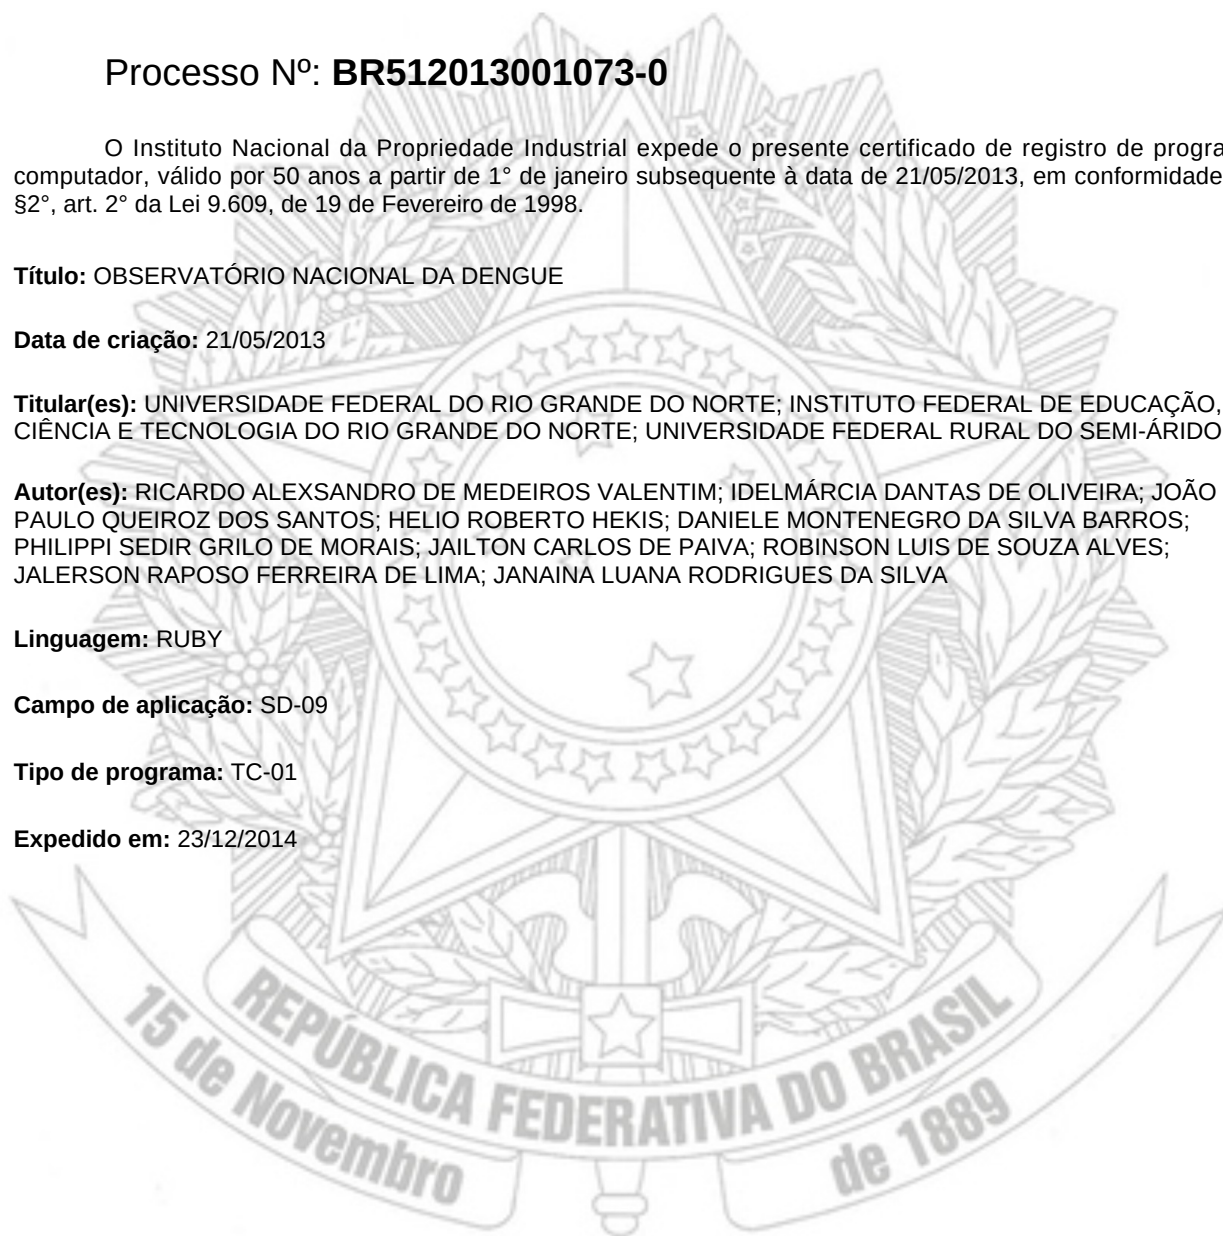 Processo Nº: BR512013001073-0
O Instituto Nacional da Propriedade Industrial expede o presente certificado de registro de progra
computador, válido por 50 anos a partir de 1° de janeiro subsequente à data de 21/05/2013, em conformidade
§2°, art. 2° da Lei 9.609, de 19 de Fevereiro de 1998.
Título: OBSERVATÓRIO NACIONAL DA DENGUE
Data de criação: 21/05/2013
Titular(es): UNIVERSIDADE FEDERAL DO RIO GRANDE DO NORTE; INSTITUTO FEDERAL DE EDUCAÇÃO,
CIÊNCIA E TECNOLOGIA DO RIO GRANDE DO NORTE; UNIVERSIDADE FEDERAL RURAL DO SEMI-ÁRIDO
Autor(es): RICARDO ALEXSANDRO DE MEDEIROS VALENTIM; IDELMÁRCIA DANTAS DE OLIVEIRA; JOÃO
PAULO QUEIROZ DOS SANTOS; HELIO ROBERTO HEKIS; DANIELE MONTENEGRO DA SILVA BARROS;
PHILIPPI SEDIR GRILO DE MORAIS; JAILTON CARLOS DE PAIVA; ROBINSON LUIS DE SOUZA ALVES;
JALERSON RAPOSO FERREIRA DE LIMA; JANAINA LUANA RODRIGUES DA SILVA
Linguagem: RUBY
Campo de aplicação: SD-09
Tipo de programa: TC-01
Expedido em: 23/12/2014
REPÚBLICA FEDERATIVA DO BRASIL
15 de Novembro de 1889